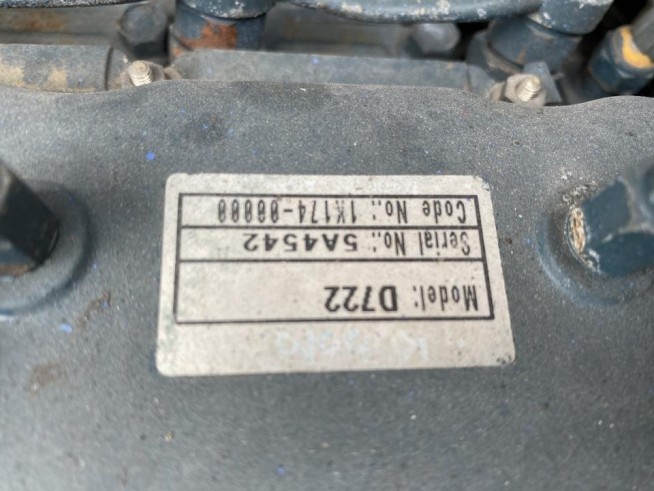 Model: D722
Serial No.: 5A4542
Code No.: 1K174-00000